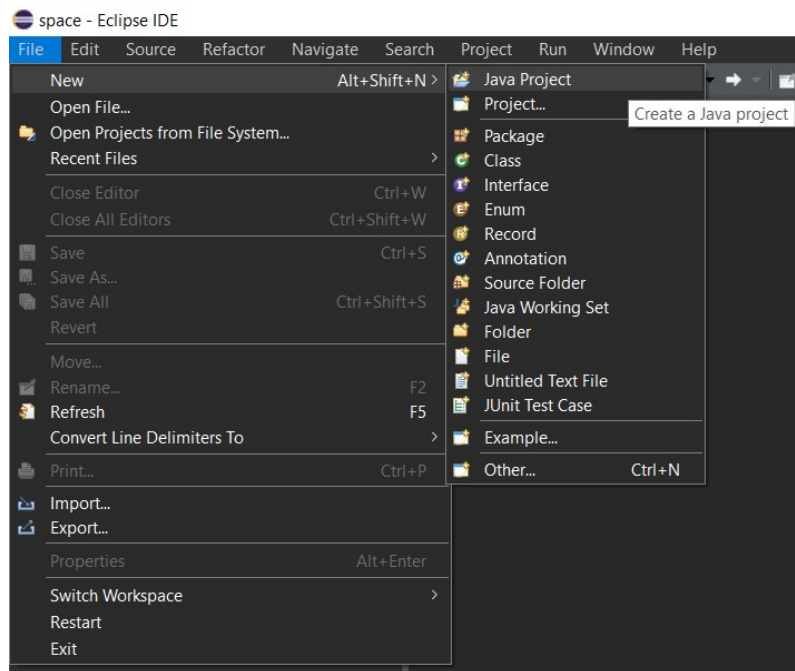 space - Eclipse IDE
File Edit Source Refactor Navigate Search Project Run Window Help
New Alt+Shift+N >
Open File...
Open Projects from File System...
Recent Files >
Close Editor Ctrl+W
Close All Editors Ctrl+Shift+W
Save Ctrl+S
Save As...
Save All Ctrl+Shift+S
Revert
Move...
Rename... F2
Refresh F5
Convert Line Delimiters To >
Print... Ctrl+P
Import...
Export...
Properties Alt+Enter
Switch Workspace >
Restart
Exit
Java Project
Project...
Create a Java project
Package
Class
Interface
Enum
Record
Annotation
Source Folder
Java Working Set
Folder
File
Untitled Text File
JUnit Test Case
Example...
Other... Ctrl+N